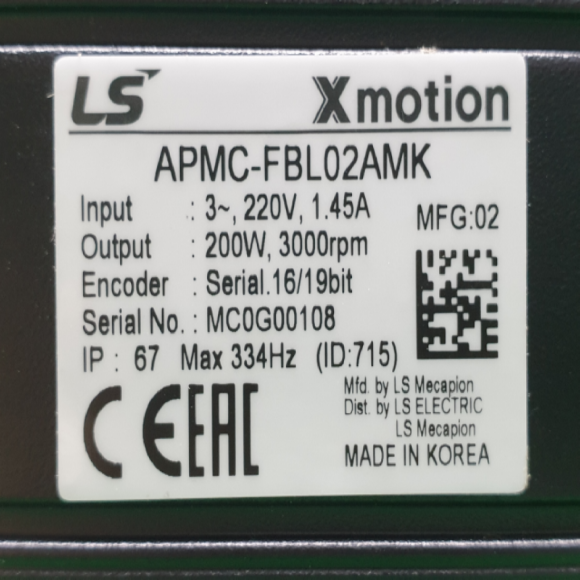 LS Xmotion
APMC-FBL02AMK
Input : 3~, 220V, 1.45A
MFG:02
Output : 200W, 3000rpm
Encoder : Serial.16/19bit
Serial No. : MC0G00108
IP : 67 Max 334Hz (ID:715)
Mfd. by LS Mecapion
Dist. by LS ELECTRIC
LS Mecapion
CE EAC
MADE IN KOREA